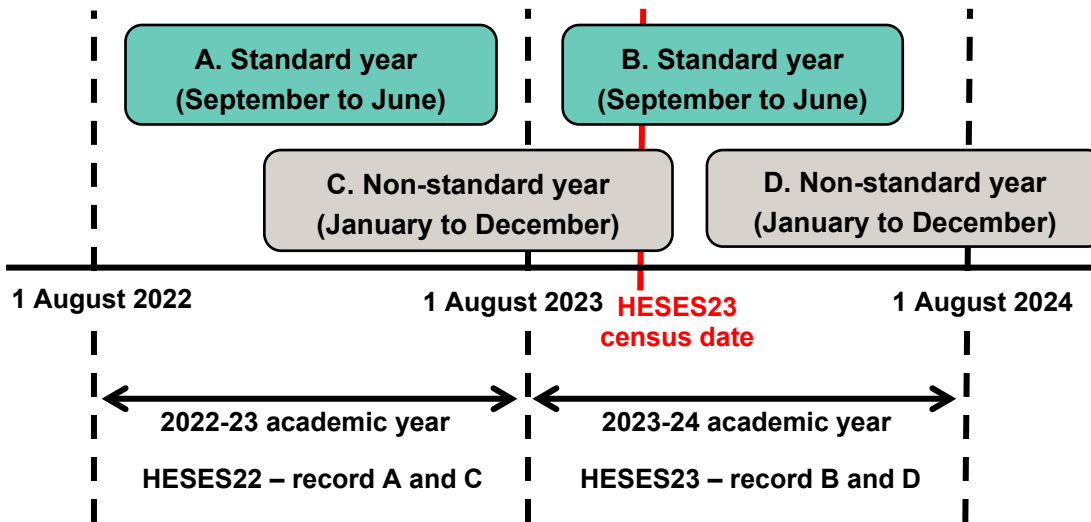 A. Standard year
(September to June)
B. Standard year
(September to June)
C. Non-standard year
(January to December)
D. Non-standard year
(January to December)
1 August 2022
1 August 2023
HESES23
census date
1 August 2024
2022-23 academic year
2023-24 academic year
HESES22 – record A and C
HESES23 – record B and D